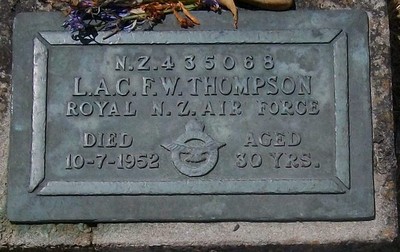 N.Z.435068
L.A.C. F.W. THOMPSON
ROYAL N.Z. AIR FORCE
DIED AGED
10-7-1952 30 YRS.